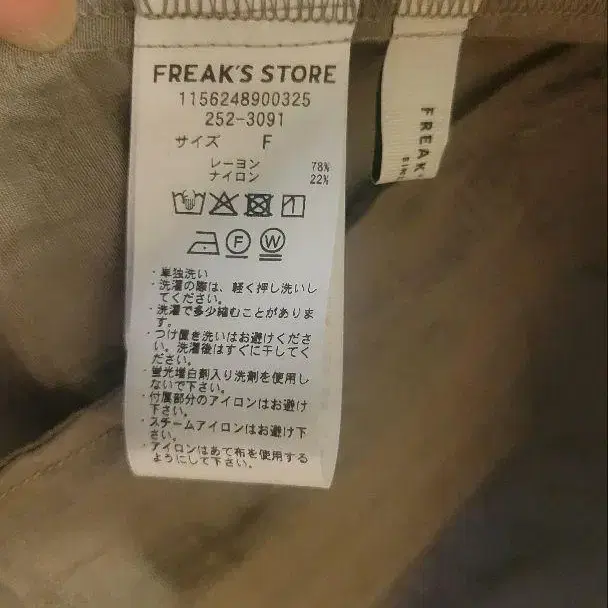 FREAK'S STORE
1156248900325
252-3091
サイズ F
レーヨン 78%
ナイロン 22%
F W
・単独洗い
・洗濯の際は、軽く押し洗いし
てください。
・洗濯で多少縮むことがありま
す。
・つけ置き洗いはお避けくださ
い。洗濯後はすぐに干してく
ださい。
・蛍光増白剤入り洗剤を使用し
ないで下さい。
・付属部分のアイロンはお避け
下さい。
・スチームアイロンはお避け下
さい。
・アイロンはあて布を使用する
ようにして下さい。
FREAK'